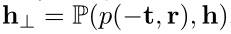 h⊥ = ℙ(p(−t, r), h)